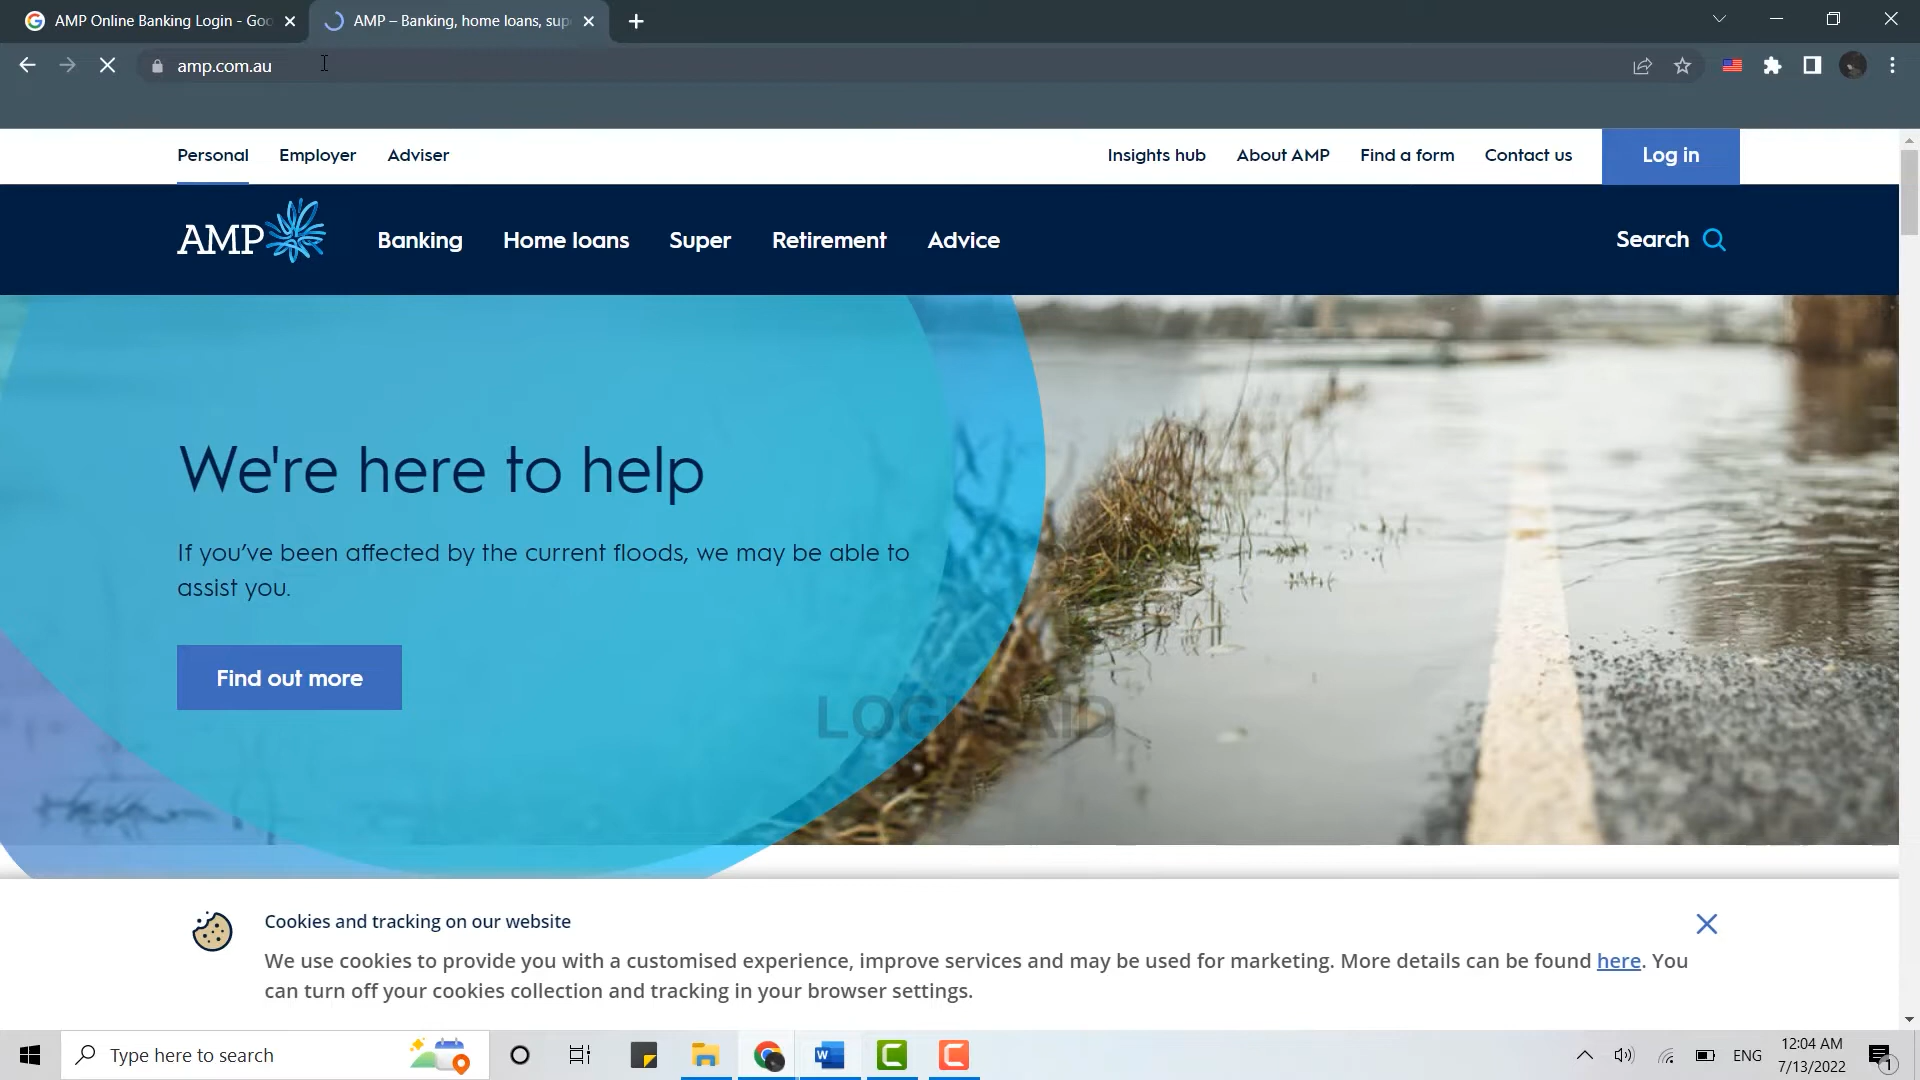 AMP Online Banking Login - Goo
AMP – Banking, home loans, sup
amp.com.au
Personal Employer Adviser
Insights hub About AMP Find a form Contact us Log in
AMP
Banking Home loans Super Retirement Advice
Search
We're here to help
If you’ve been affected by the current floods, we may be able to
assist you.
Find out more
Cookies and tracking on our website
We use cookies to provide you with a customised experience, improve services and may be used for marketing. More details can be found here. You
can turn off your cookies collection and tracking in your browser settings.
Type here to search
ENG
12:04 AM
7/13/2022
1